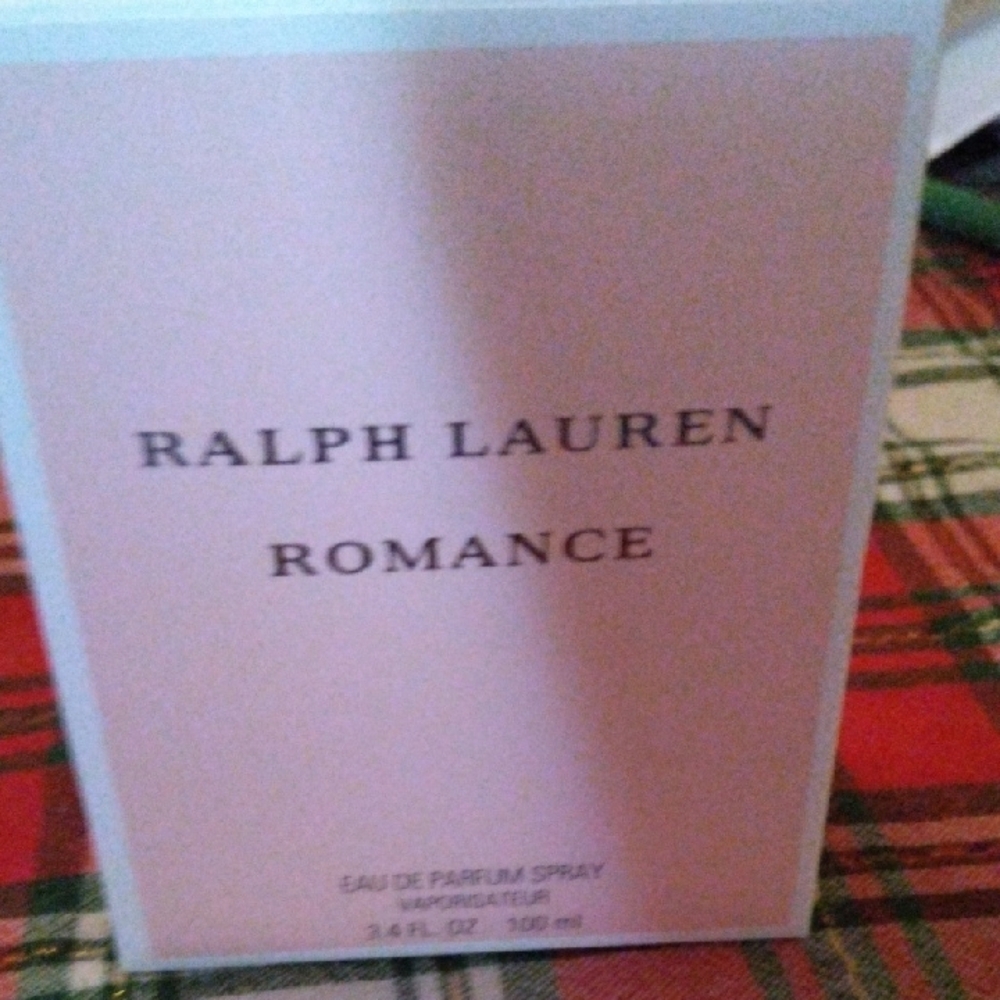 RALPH LAUREN
ROMANCE
EAU DE PARFUM SPRAY
VAPORISATEUR
3.4 FL. OZ 100 ml